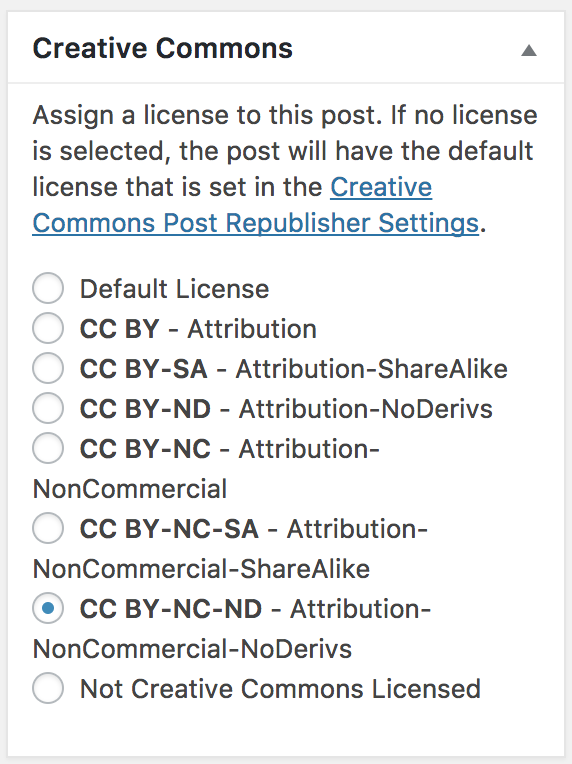 Creative Commons
Assign a license to this post. If no license
is selected, the post will have the default
license that is set in the Creative
Commons Post Republisher Settings.
Default License
CC BY - Attribution
CC BY-SA - Attribution-ShareAlike
CC BY-ND - Attribution-NoDerivs
CC BY-NC - Attribution-
NonCommercial
CC BY-NC-SA - Attribution-
NonCommercial-ShareAlike
CC BY-NC-ND - Attribution-
NonCommercial-NoDerivs
Not Creative Commons Licensed